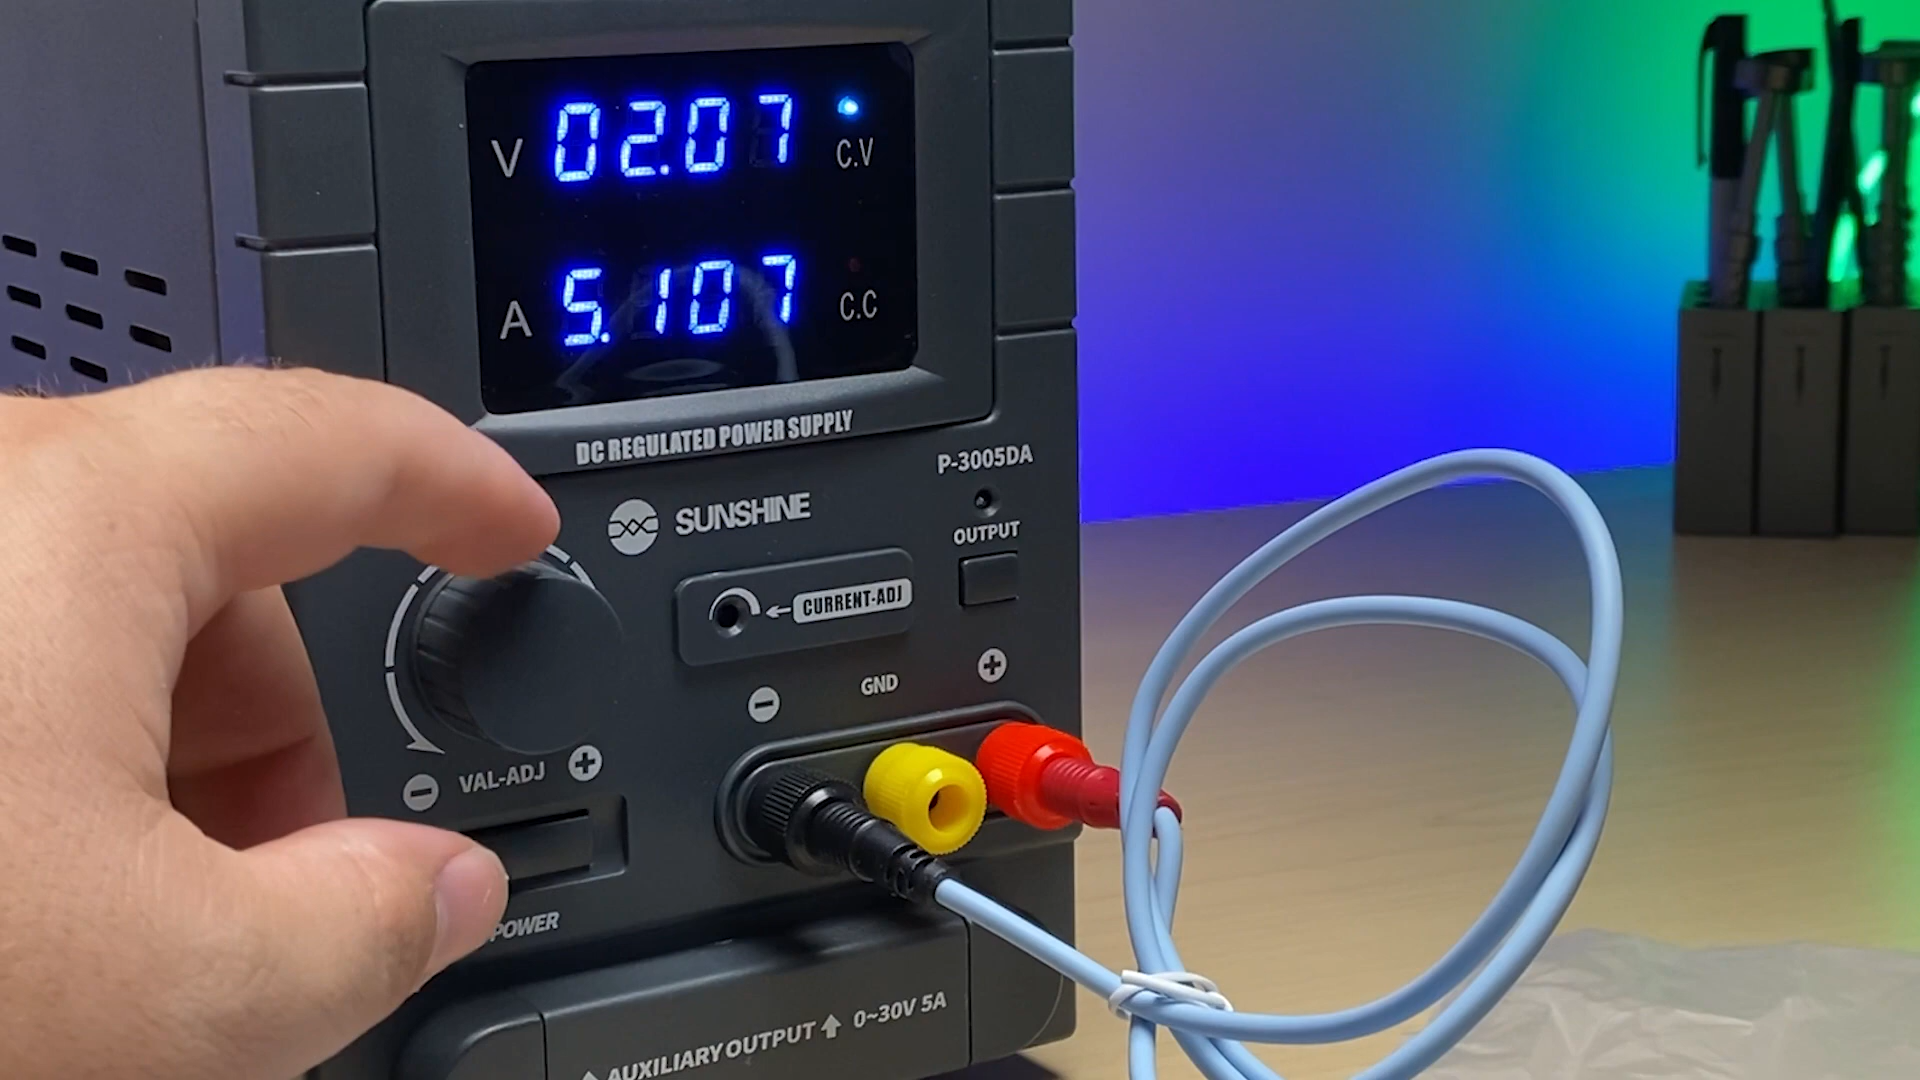 V 02.07 C.V
A 5.107 C.C
DC REGULATED POWER SUPPLY
P-3005DA
SUNSHINE
OUTPUT
CURRENT-ADJ
GND
VAL-ADJ
POWER
AUXILIARY OUTPUT 0~30V 5A